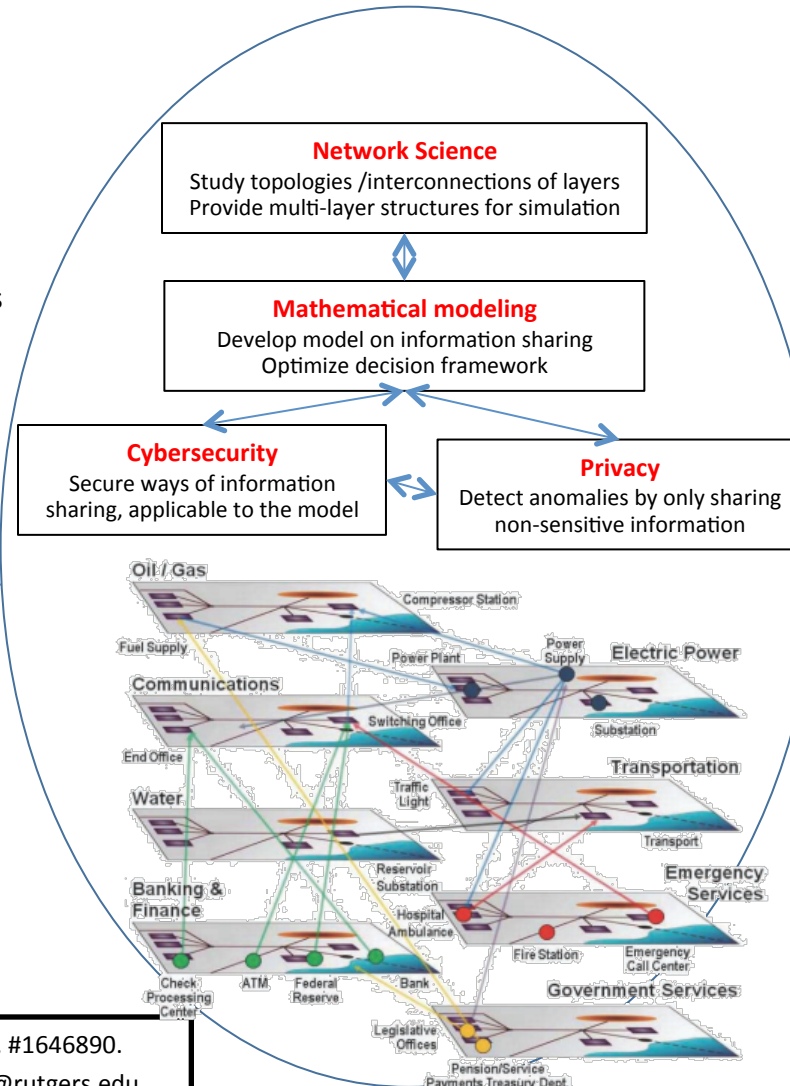 Network Science
Study topologies /interconnections of layers
Provide multi-layer structures for simulation
s
Mathematical modeling
Develop model on information sharing
Optimize decision framework
Cybersecurity
Secure ways of information
sharing, applicable to the model
Privacy
Detect anomalies by only sharing
non-sensitive information
Oil / Gas
Compressor Station
Fuel Supply
Power Plant
Power
Supply
Electric Power
Communications
Switching Office
Substation
End Office
Transportation
Traffic
Light
Water
Transport
Reservoir
Substation
Emergency
Services
Banking &
Finance
Hospital
Ambulance
Fire Station
Emergency
Call Center
Check
Processing
Center
ATM
Federal
Reserve
Bank
Government Services
Legislative
Offices
Pension/Service
Payments Treasury Dept.
#1646890.
@rutgers.edu